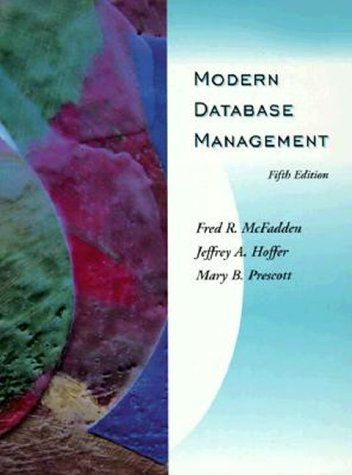 MODERN
DATABASE
MANAGEMENT
Fifth Edition
Fred R. McFadden
Jeffrey A. Hoffer
Mary B. Prescott